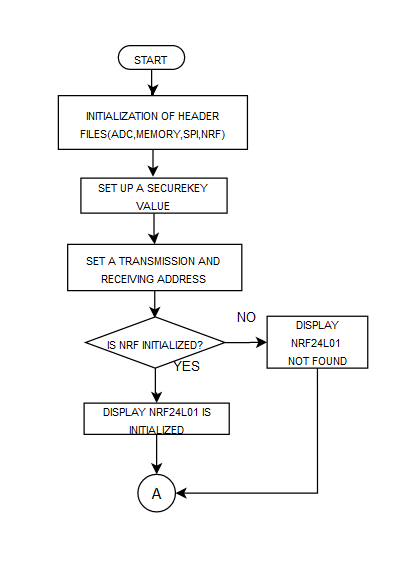 START
INITIALIZATION OF HEADER
FILES(ADC,MEMORY,SPI,NRF)
SET UP A SECUREKEY
VALUE
SET A TRANSMISSION AND
RECEIVING ADDRESS
IS NRF INITIALIZED?
NO
DISPLAY
NRF24L01
NOT FOUND
YES
DISPLAY NRF24L01 IS
INITIALIZED
A